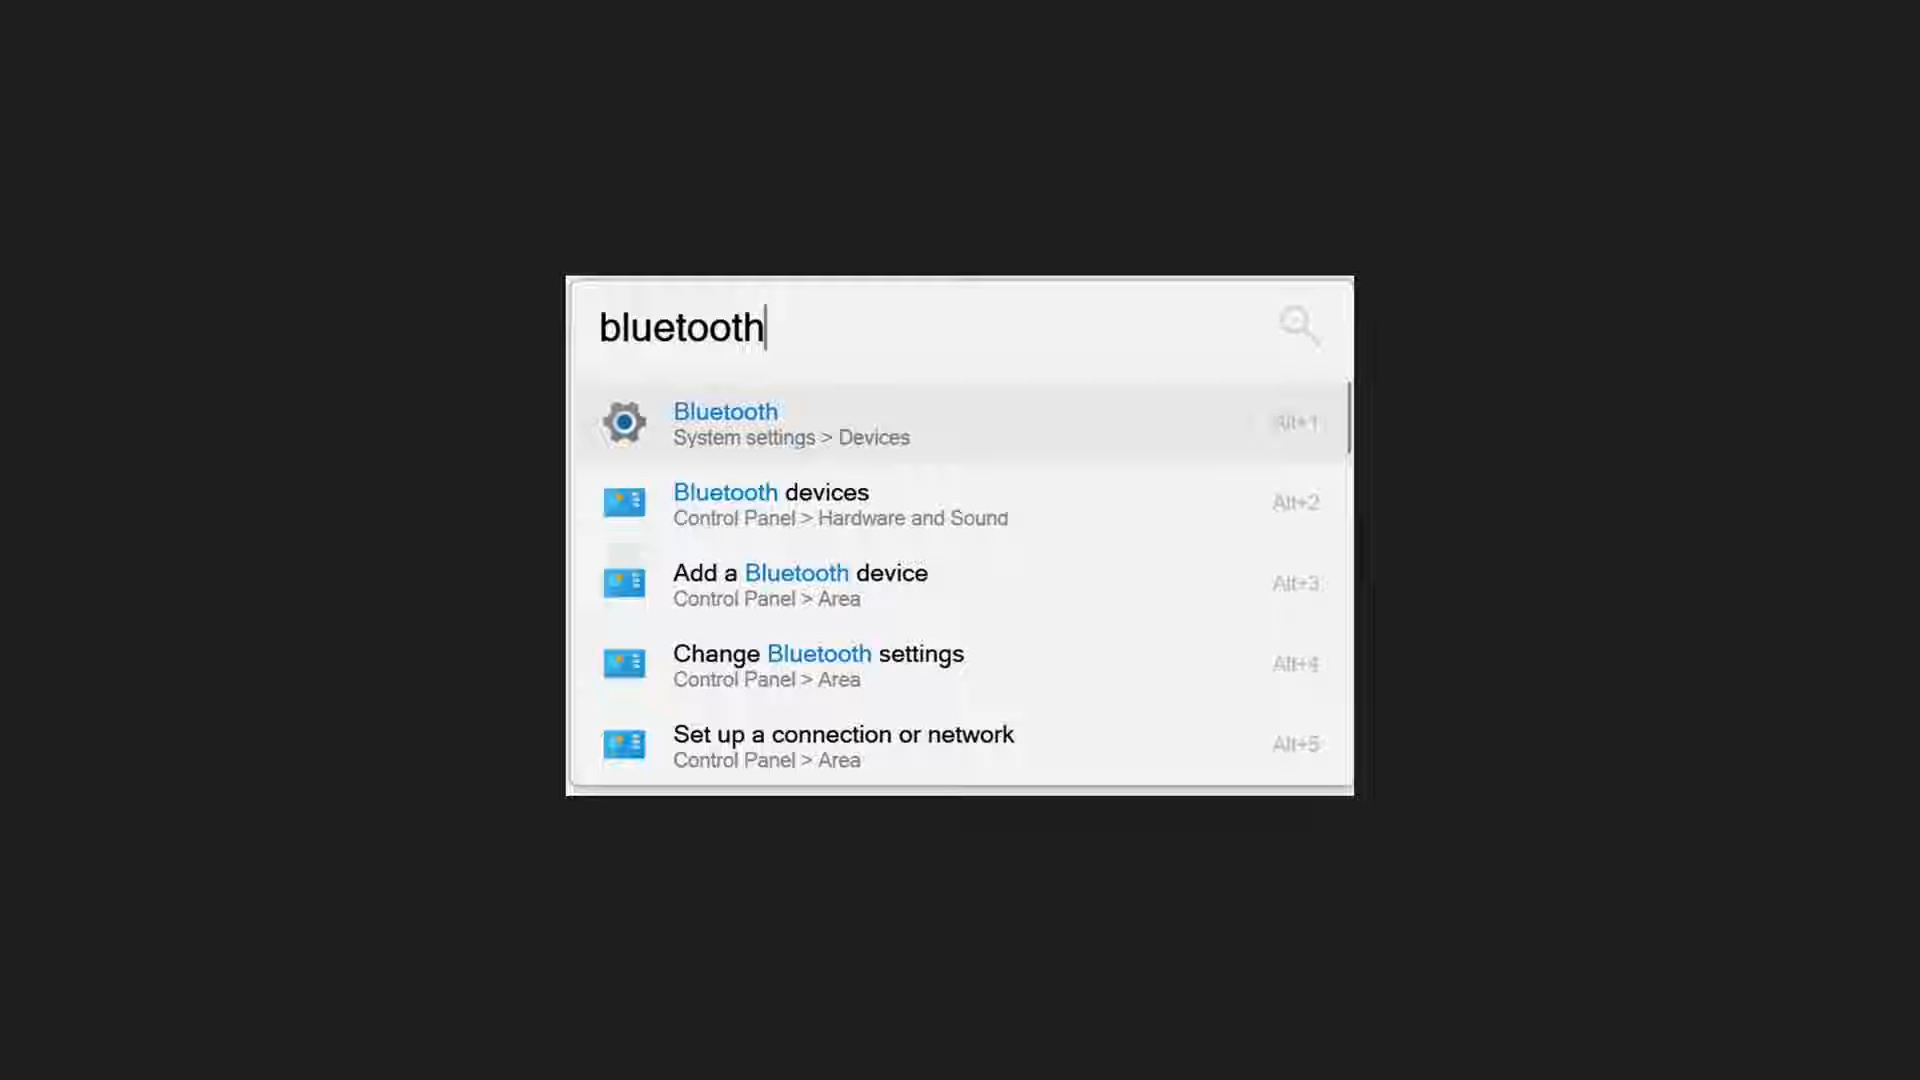 bluetooth
Bluetooth
System settings > Devices
Alt+1
Bluetooth devices
Control Panel > Hardware and Sound
Alt+2
Add a Bluetooth device
Control Panel > Area
Alt+3
Change Bluetooth settings
Control Panel > Area
Alt+4
Set up a connection or network
Control Panel > Area
Alt+5